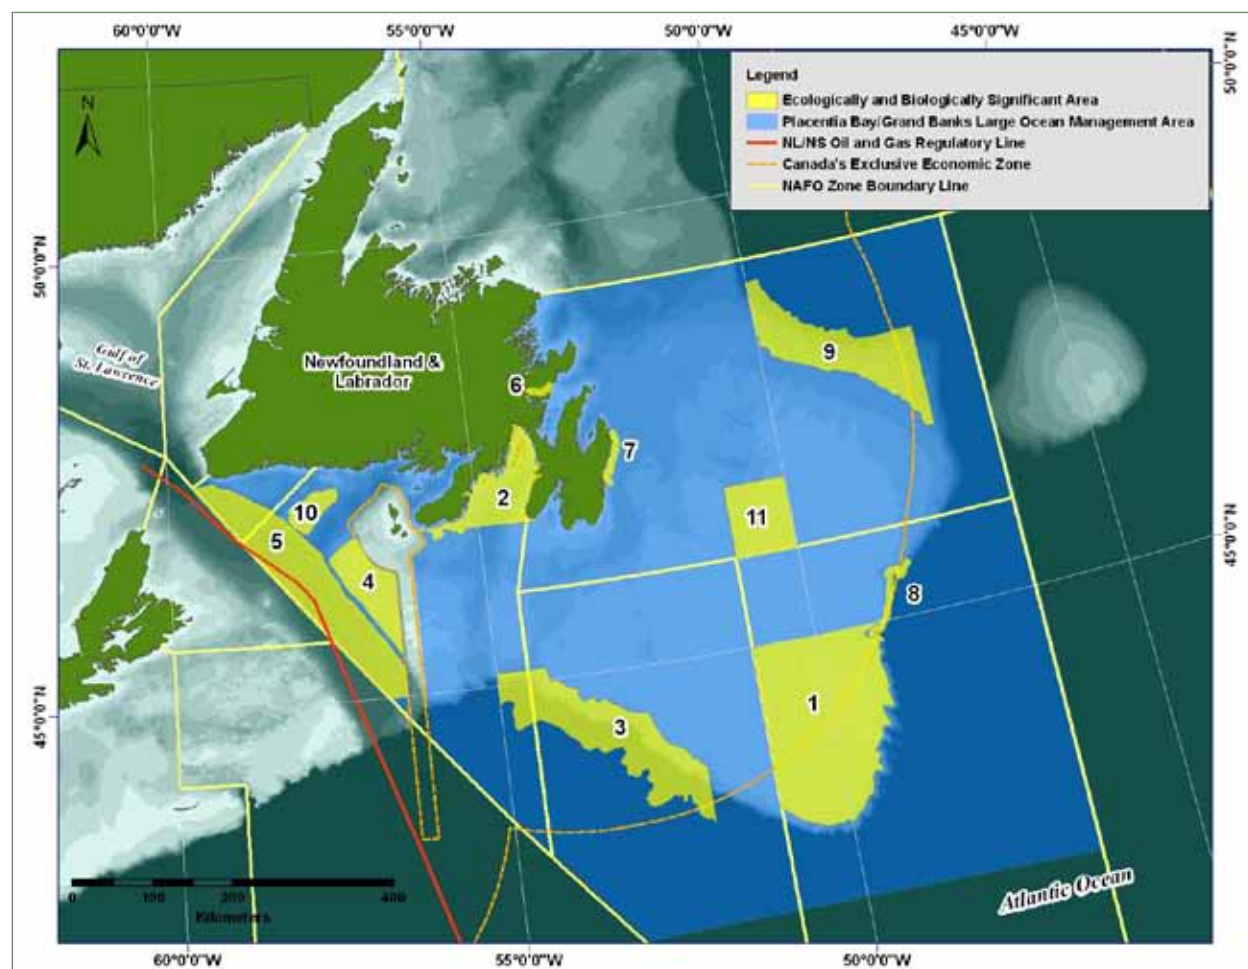 60°0'0"W
55°0'0"W
50°0'0"W
45°0'0"W
N
Legend
Ecologically and Biologically Significant Area
Placentia Bay/Grand Banks Large Ocean Management Area
NL/NS Oil and Gas Regulatory Line
Canada's Exclusive Economic Zone
NAFO Zone Boundary Line
50°0'0"N
50°0'0"N
Gulf of
St. Lawrence
Newfoundland &
Labrador
9
6
7
2
10
11
5
4
8
45°0'0"N
1
3
45°0'0"N
0
100
200
400
Kilometers
Atlantic Ocean
60°0'0"W
55°0'0"W
50°0'0"W